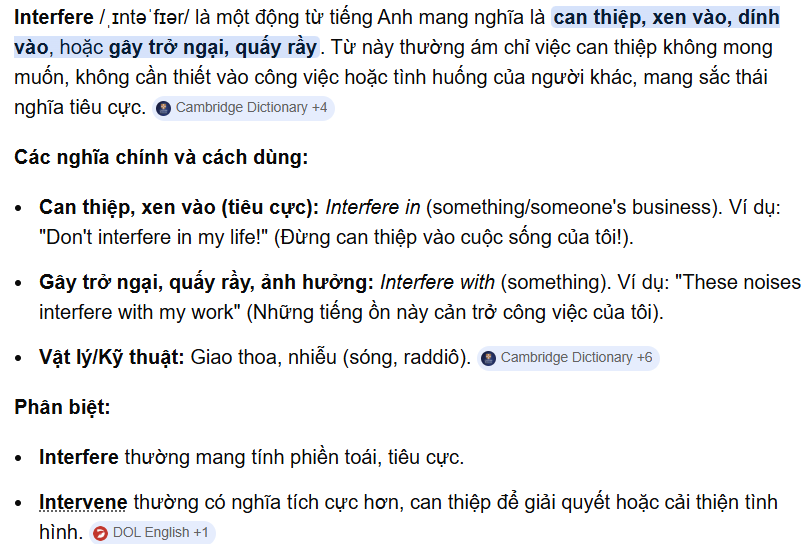 Interfere /ˌɪntəˈfɪər/ là một động từ tiếng Anh mang nghĩa là can thiệp, xen vào, dính
vào, hoặc gây trở ngại, quấy rầy. Từ này thường ám chỉ việc can thiệp không mong
muốn, không cần thiết vào công việc hoặc tình huống của người khác, mang sắc thái
nghĩa tiêu cực. Cambridge Dictionary +4
Các nghĩa chính và cách dùng:
• Can thiệp, xen vào (tiêu cực): Interfere in (something/someone's business). Ví dụ:
"Don't interfere in my life!" (Đừng can thiệp vào cuộc sống của tôi!).
• Gây trở ngại, quấy rầy, ảnh hưởng: Interfere with (something). Ví dụ: "These noises
interfere with my work" (Những tiếng ồn này cản trở công việc của tôi).
• Vật lý/Kỹ thuật: Giao thoa, nhiễu (sóng, raddiô). Cambridge Dictionary +6
Phân biệt:
• Interfere thường mang tính phiền toái, tiêu cực.
• Intervene thường có nghĩa tích cực hơn, can thiệp để giải quyết hoặc cải thiện tình
hình. DOL English +1